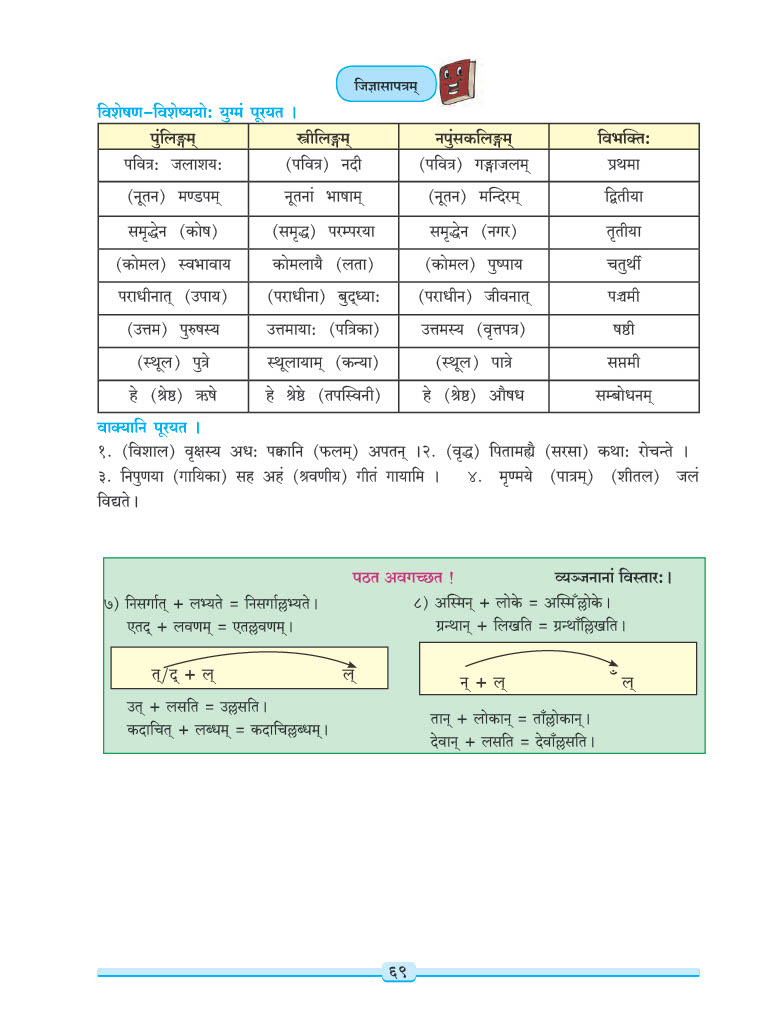 जिज्ञासापत्रम्
विशेषण-विशेष्ययोः युग्मं पूरयत ।
पुंलिङ्गम् स्त्रीलिङ्गम् नपुंसकलिङ्गम् विभक्तिः
पवित्रः जलाशयः (पवित्र) नदी (पवित्र) गङ्गाजलम् प्रथमा
(नूतन) मण्डपम् नूतनां भाषाम् (नूतन) मन्दिरम् द्वितीया
समृद्धेन (कोष) (समृद्ध) परम्परया समृद्धेन (नगर) तृतीया
(कोमल) स्वभावाय कोमलायै (लता) (कोमल) पुष्पाय चतुर्थी
पराधीनात् (उपाय) (पराधीना) बुद्ध्याः (पराधीन) जीवनात् पञ्चमी
(उत्तम) पुरुषस्य उत्तमायाः (पत्रिका) उत्तमस्य (वृत्तपत्र) षष्ठी
(स्थूल) पुत्रे स्थूलायाम् (कन्या) (स्थूल) पात्रे सप्तमी
हे (श्रेष्ठ) ऋषे हे श्रेष्ठे (तपस्विनी) हे (श्रेष्ठ) औषध सम्बोधनम्
वाक्यानि पूरयत ।
१. (विशाल) वृक्षस्य अधः पक्वानि (फलम्) अपतन् ।२. (वृद्ध) पितामह्यै (सरसा) कथाः रोचन्ते ।
३. निपुणया (गायिका) सह अहं (श्रवणीय) गीतं गायामि । ४. मृण्मये (पात्रम्) (शीतल) जलं
विद्यते।
पठत अवगच्छत ! व्यञ्जनानां विस्तारः।
७) निसर्गात् + लभ्यते = निसर्गाल्लभ्यते।
एतद् + लवणम् = एतल्लवणम्।
त्/द् + ल् ल्
उत् + लसति = उल्लसति।
कदाचित् + लब्धम् = कदाचिल्लब्धम्।
८) अस्मिन् + लोके = अस्मिँल्लोके।
ग्रन्थान् + लिखति = ग्रन्थाँल्लिखति।
न् + ल् ँ ल्
तान् + लोकान् = ताँल्लोकान्।
देवान् + लसति = देवाँल्लसति।
६९